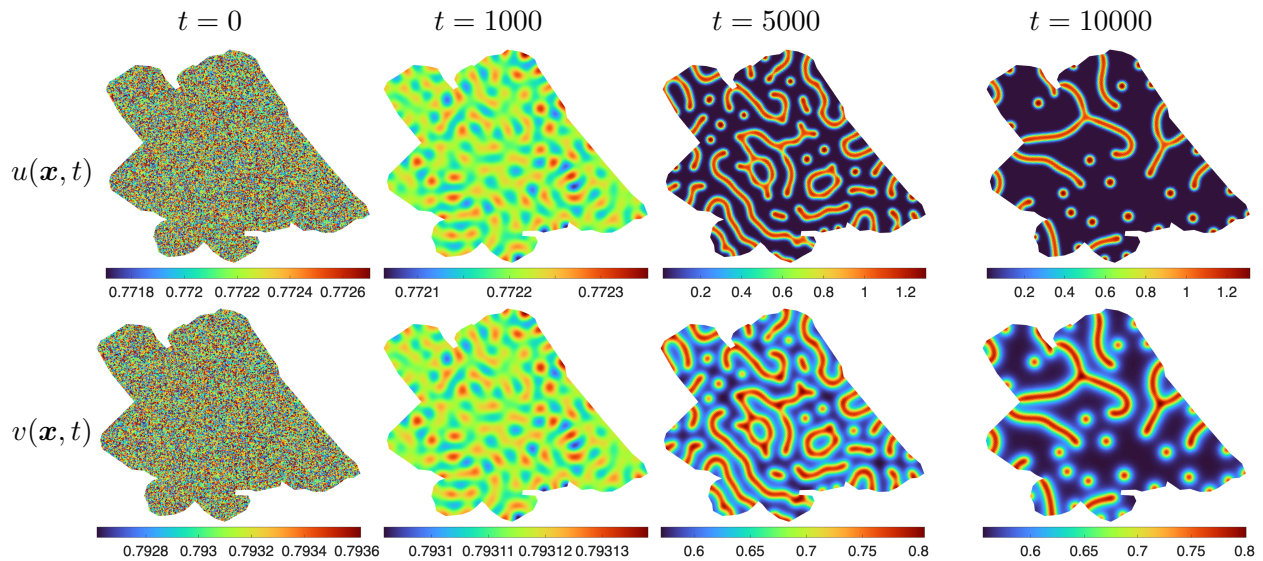 t = 0 t = 1000 t = 5000 t = 10000
u(x, t)
0.7718 0.772 0.7722 0.7724 0.7726 0.7721 0.7722 0.7723 0.2 0.4 0.6 0.8 1 1.2 0.2 0.4 0.6 0.8 1 1.2
v(x, t)
0.7928 0.793 0.7932 0.7934 0.7936 0.7931 0.79311 0.79312 0.79313 0.6 0.65 0.7 0.75 0.8 0.6 0.65 0.7 0.75 0.8